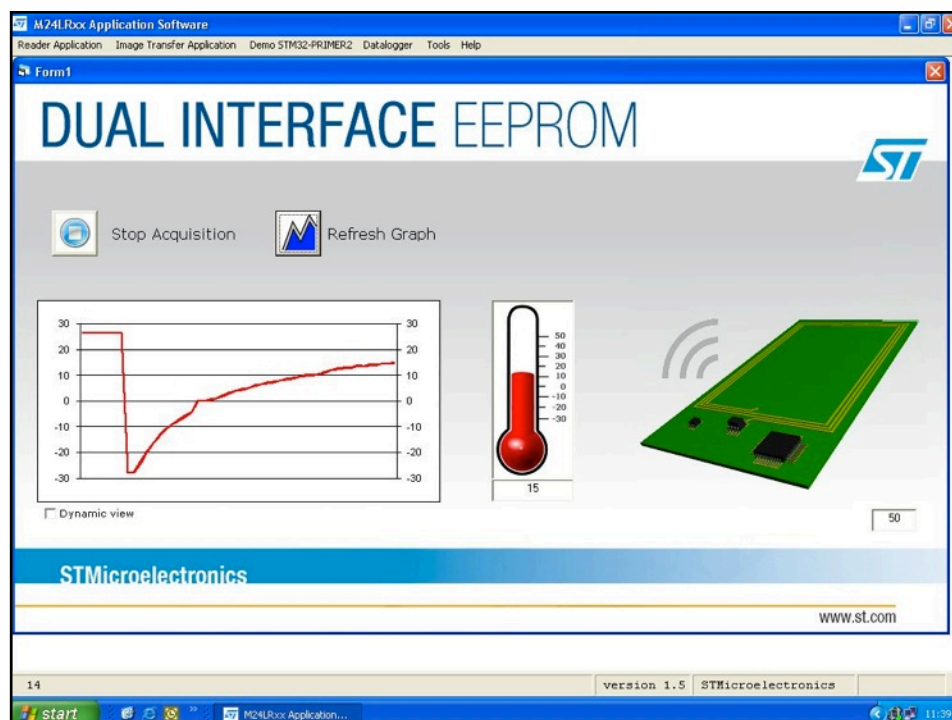 M24LRxx Application Software
Reader Application Image Transfer Application Demo STM32-PRIMER2 Datalogger Tools Help
Form1
DUAL INTERFACE EEPROM
ST
Stop Acquisition Refresh Graph
30 30
20 20
10 10
0 0
-10 -10
-20 -20
-30 -30
50
40
30
20
10
0
-10
-20
-30
15
Dynamic view
50
STMicroelectronics
www.st.com
14 version 1.5 STMicroelectronics
start M24LRxx Application... 11:39